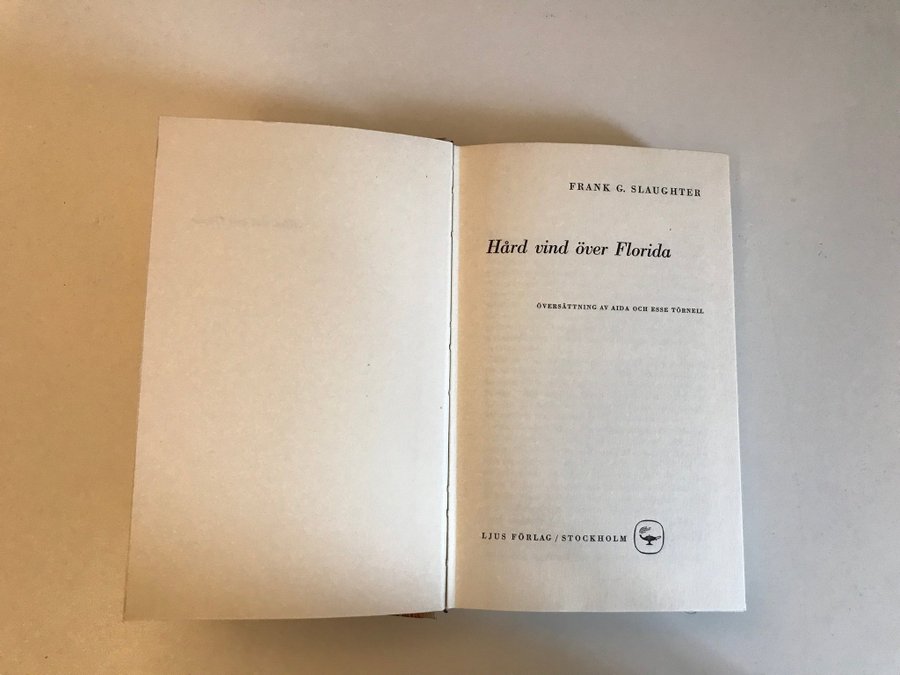 FRANK G. SLAUGHTER
Hård vind över Florida
ÖVERSÄTTNING AV AIDA OCH ESSE TÖRNELL
LJUS FÖRLAG / STOCKHOLM